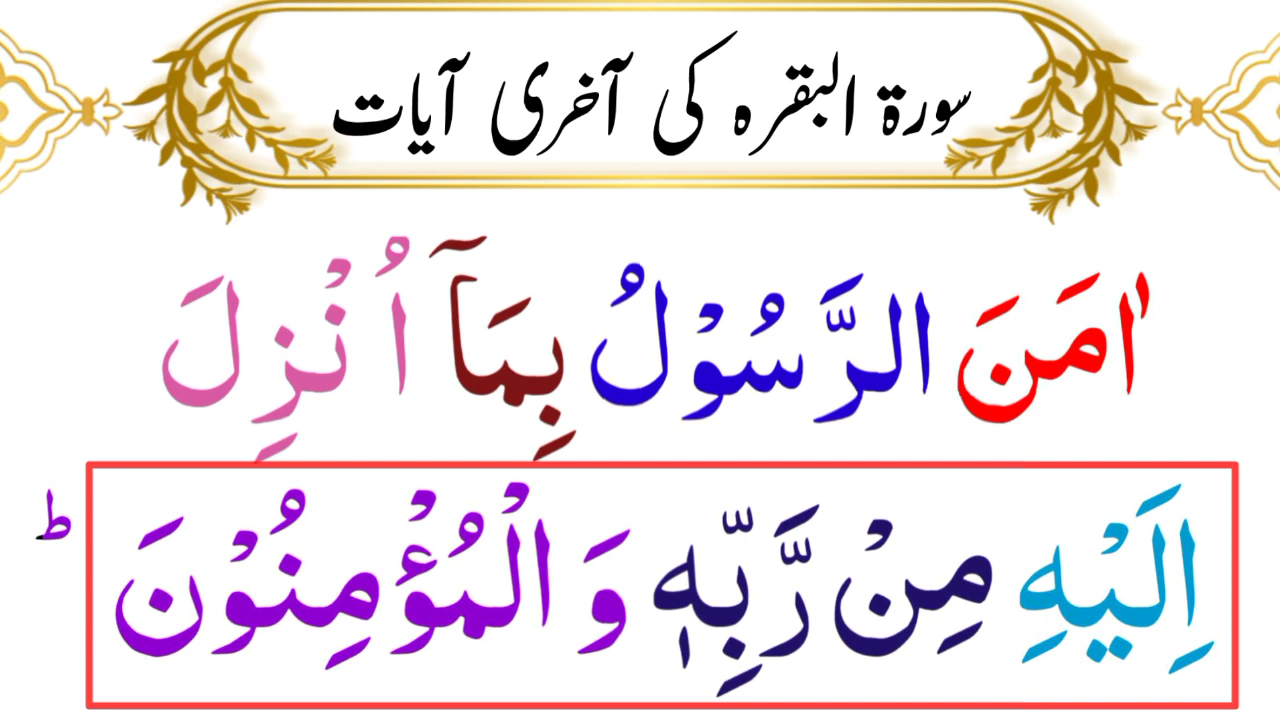 سورۃ البقرہ کی آخری آیات
اٰمَنَ الرَّسُوْلُ بِمَاۤ اُنْزِلَ
اِلَیْهِ مِنْ رَّبِّهٖ وَ الْمُؤْمِنُوْنَ ؕ